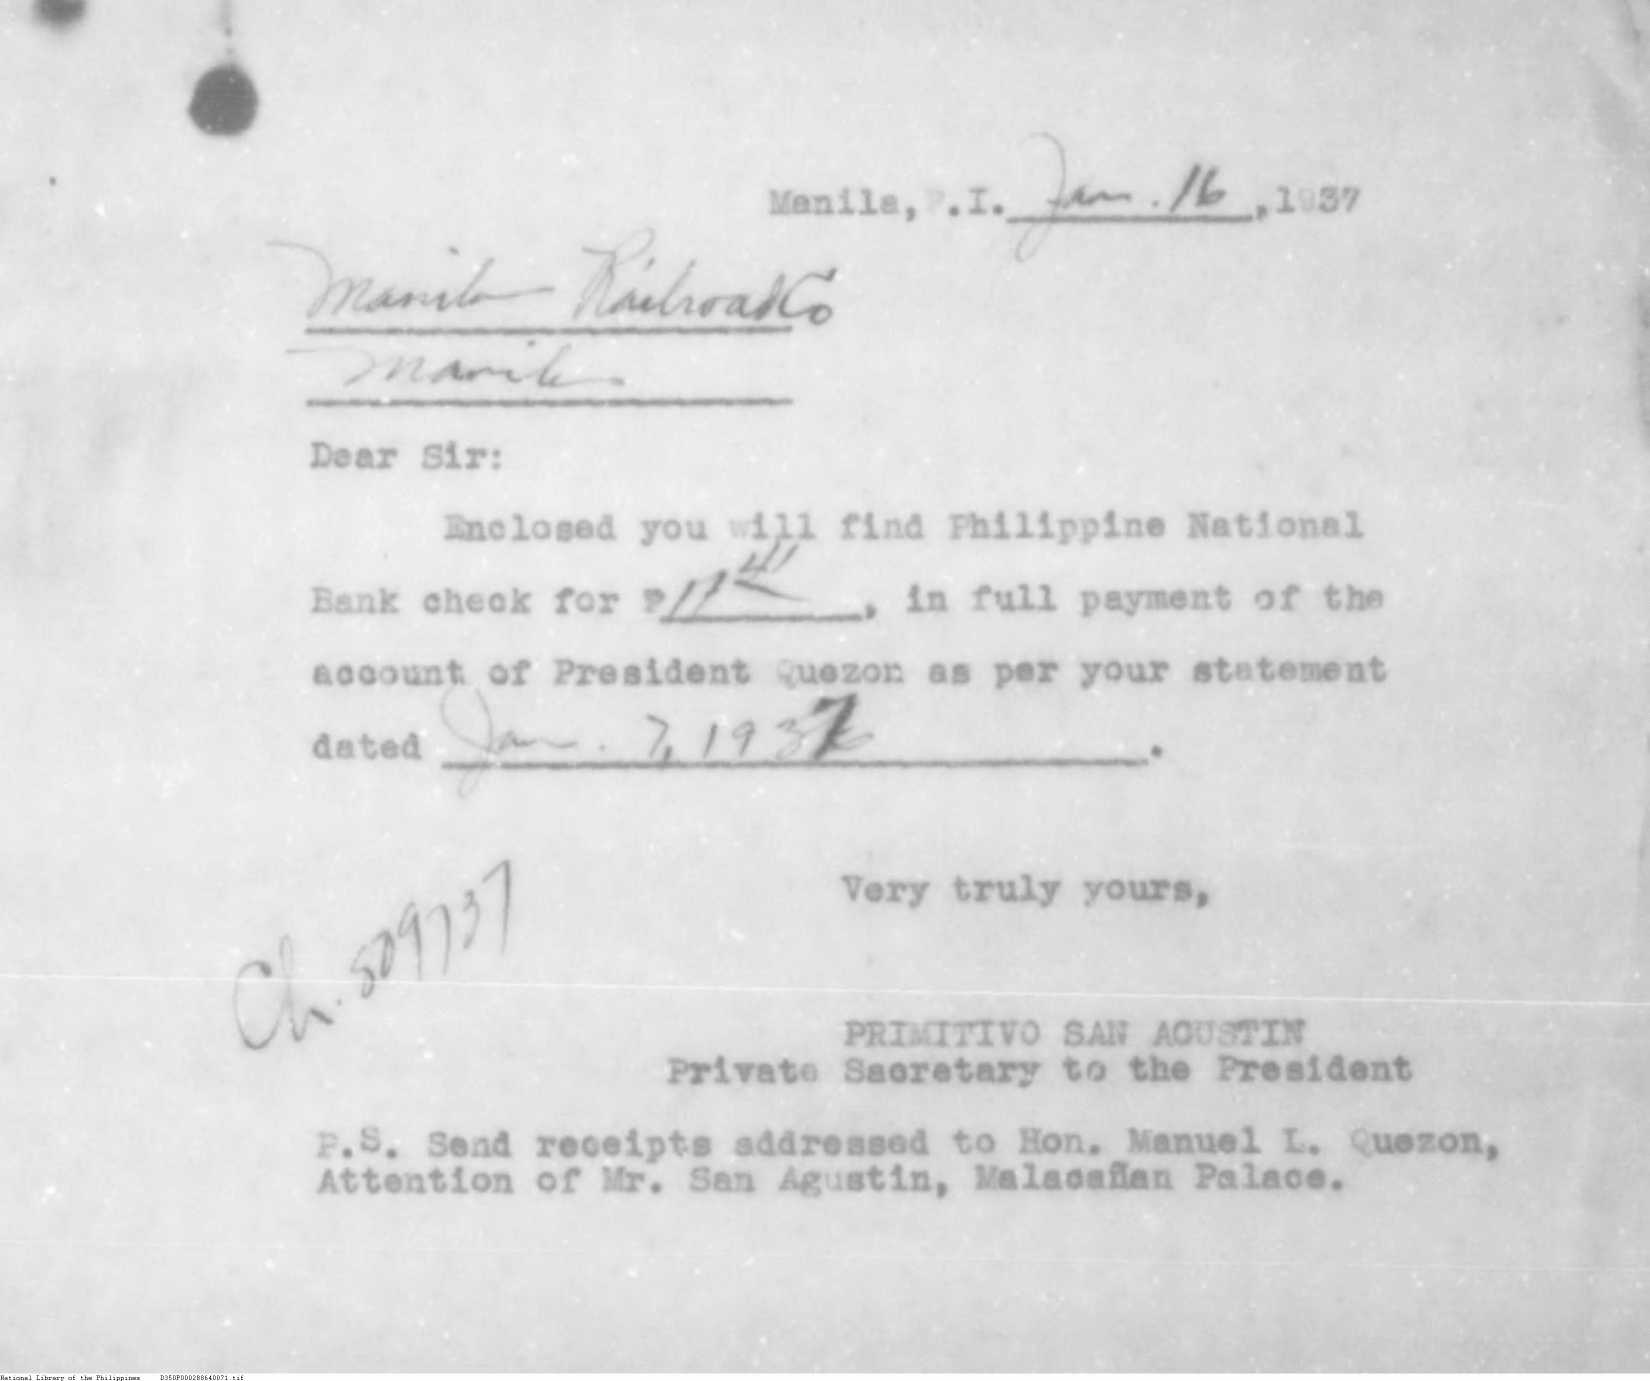 Manila, P.I. Jan. 16, 1937
Manila Railroad Co
Manila
Dear Sir:
Enclosed you will find Philippine National
Bank check for ₱ , in full payment of the
account of President Quezon as per your statement
dated Jan. 7, 1937.
Very truly yours,
Ch. 509737
PRIMITIVO SAN AGUSTIN
Private Sacretary to the President
P.S. Send receipts addressed to Hon. Manuel L. Quezon,
Attention of Mr. San Agustin, Malacañan Palace.
National Library of the Philippines D350P000288640071.tif